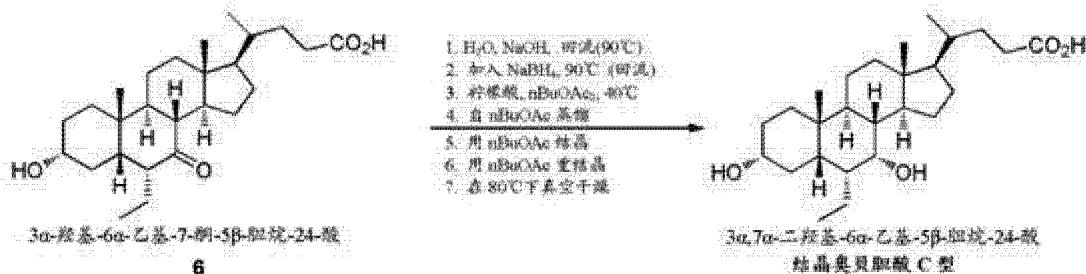 CO₂H
H
H
H
HO
H
O
3α-羟基-6α-乙基-7-酮-5β-胆烷-24-酸
6
1. H₂O, NaOH, 回流(90℃)
2. 加入 NaBH₄, 90℃ (回流)
3. 柠檬酸, nBuOAc₂, 40℃
4. 自 nBuOAc 蒸馏
5. 用 nBuOAc 结晶
6. 用 nBuOAc 重结晶
7. 在 80℃下真空干燥
CO₂H
H
H
H
HO
H
OH
3α,7α-二羟基-6α-乙基-5β-胆烷-24-酸
结晶奥贝胆酸 C 型